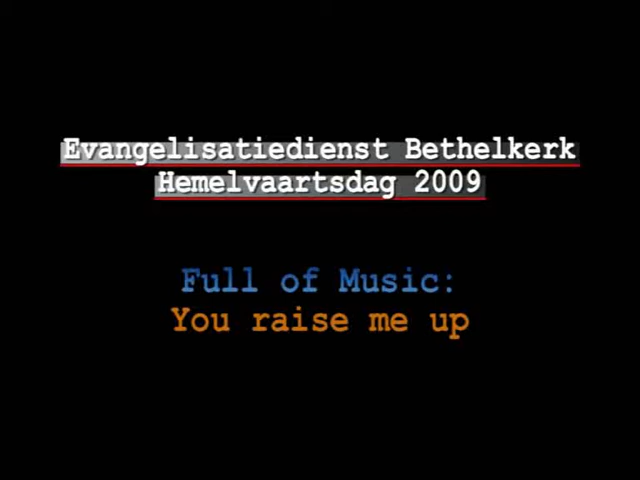 Evangelisatiedienst Bethelkerk
Hemelvaartsdag 2009
Full of Music:
You raise me up